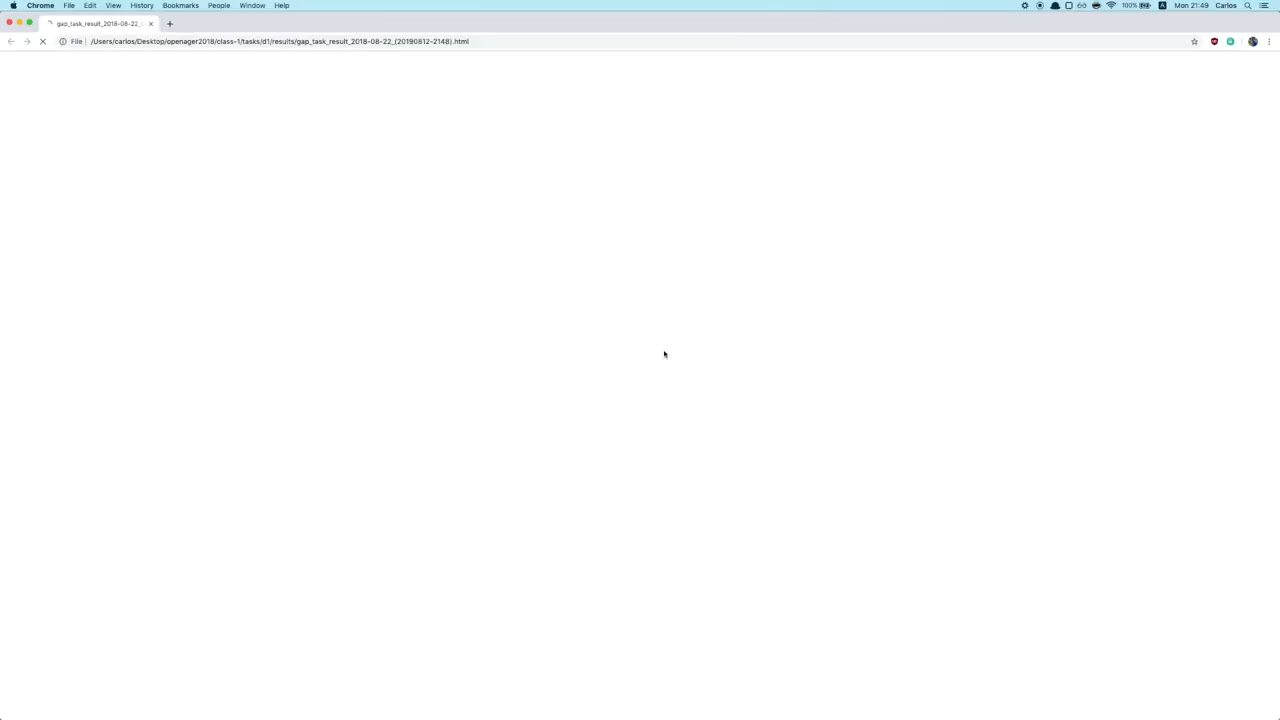 Chrome File Edit View History Bookmarks People Window Help 100% A Mon 21:49 Carlos
gap_task_result_2018-08-22_(
File /Users/carlos/Desktop/openager2018/class-1/tasks/d1/results/gap_task_result_2018-08-22_(20190812-2148).html